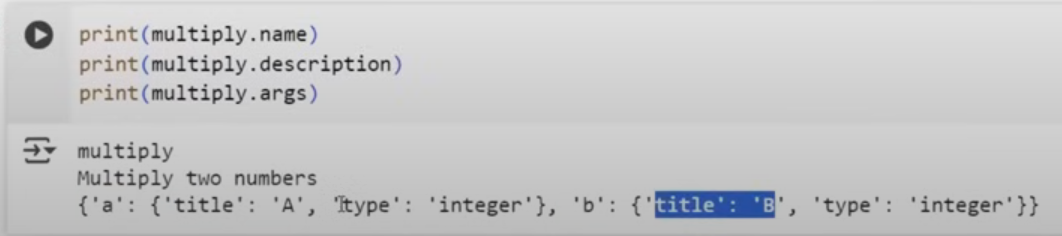 print(multiply.name)
print(multiply.description)
print(multiply.args)
multiply
Multiply two numbers
{'a': {'title': 'A', 'type': 'integer'}, 'b': {'title': 'B', 'type': 'integer'}}